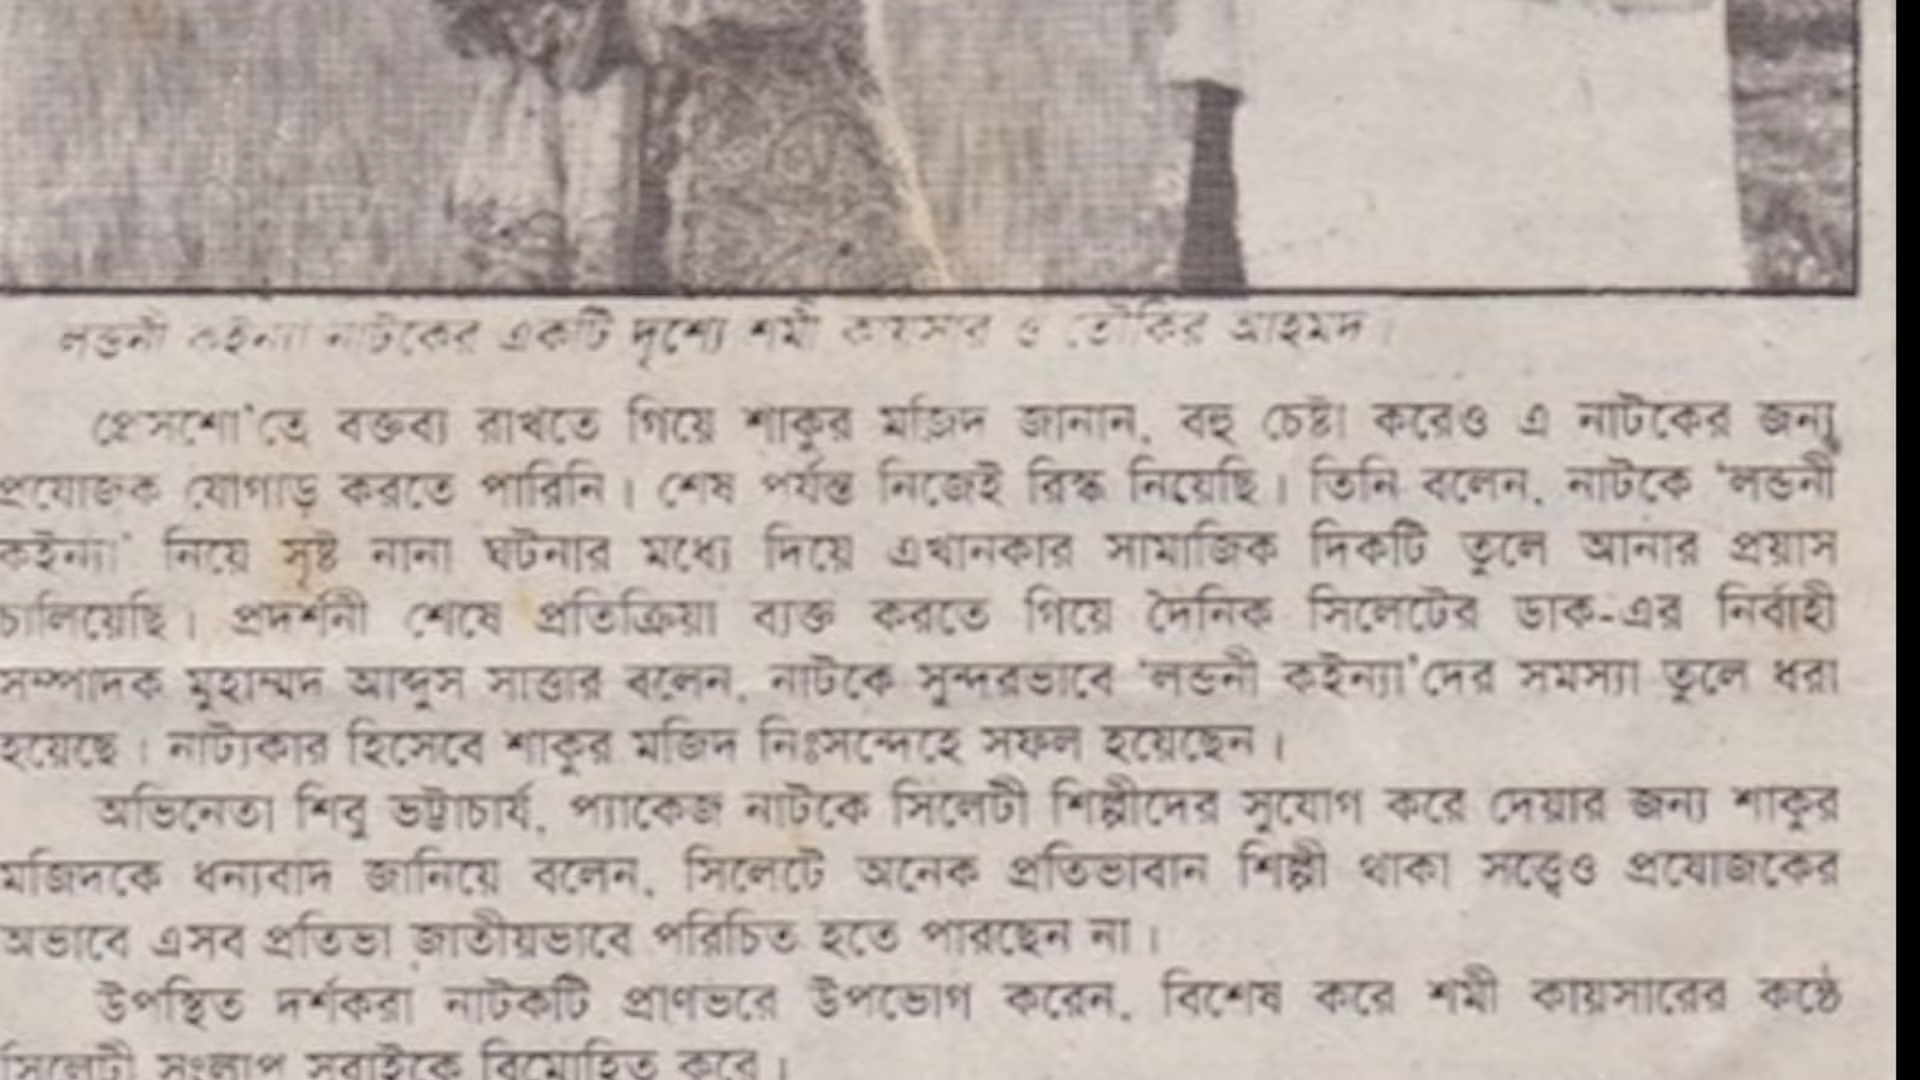 লন্ডনী কইন্যা নাটকের একটি দৃশ্যে শমী কায়সার ও তৌকির আহমদ।
প্রেসশো'তে বক্তব্য রাখতে গিয়ে শাকুর মজিদ জানান, বহু চেষ্টা করেও এ নাটকের জন্য
প্রযোজক যোগাড় করতে পারিনি। শেষ পর্যন্ত নিজেই রিস্ক নিয়েছি। তিনি বলেন, নাটকে 'লন্ডনী
কইন্যা' নিয়ে সৃষ্ট নানা ঘটনার মধ্যে দিয়ে এখানকার সামাজিক দিকটি তুলে আনার প্রয়াস
চালিয়েছি। প্রদর্শনী শেষে প্রতিক্রিয়া ব্যক্ত করতে গিয়ে দৈনিক সিলেটের ডাক-এর নির্বাহী
সম্পাদক মুহাম্মদ আব্দুস সাত্তার বলেন, নাটকে সুন্দরভাবে 'লন্ডনী কইন্যা'দের সমস্যা তুলে ধরা
হয়েছে। নাট্যকার হিসেবে শাকুর মজিদ নিঃসন্দেহে সফল হয়েছেন।
অভিনেতা শিবু ভট্টাচার্য, প্যাকেজ নাটকে সিলেটী শিল্পীদের সুযোগ করে দেয়ার জন্য শাকুর
মজিদকে ধন্যবাদ জানিয়ে বলেন, সিলেটে অনেক প্রতিভাবান শিল্পী থাকা সত্ত্বেও প্রযোজকের
অভাবে এসব প্রতিভা জাতীয়ভাবে পরিচিত হতে পারছেন না।
উপস্থিত দর্শকরা নাটকটি প্রাণভরে উপভোগ করেন, বিশেষ করে শমী কায়সারের কন্ঠে
সিলেটী সংলাপ সবাইকে বিমোহিত করে।